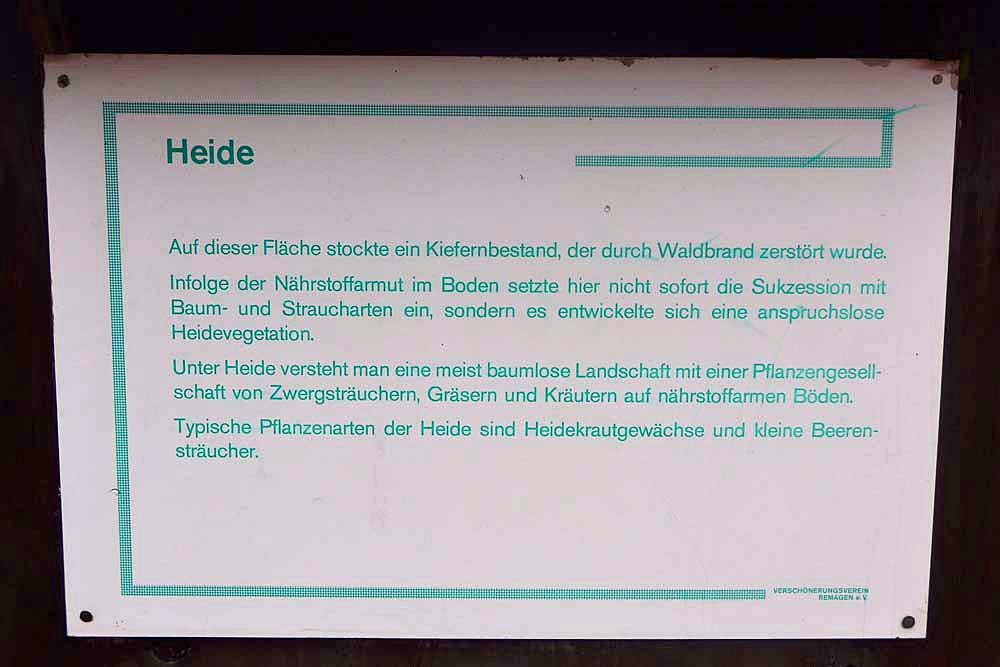 Heide
Auf dieser Fläche stockte ein Kiefernbestand, der durch Waldbrand zerstört wurde.
Infolge der Nährstoffarmut im Boden setzte hier nicht sofort die Sukzession mit
Baum- und Straucharten ein, sondern es entwickelte sich eine anspruchslose
Heidevegetation.
Unter Heide versteht man eine meist baumlose Landschaft mit einer Pflanzengesell-
schaft von Zwergsträuchern, Gräsern und Kräutern auf nährstoffarmen Böden.
Typische Pflanzenarten der Heide sind Heidekrautgewächse und kleine Beeren-
sträucher.
VERSCHÖNERUNGSVEREIN
REMAGEN e.V.